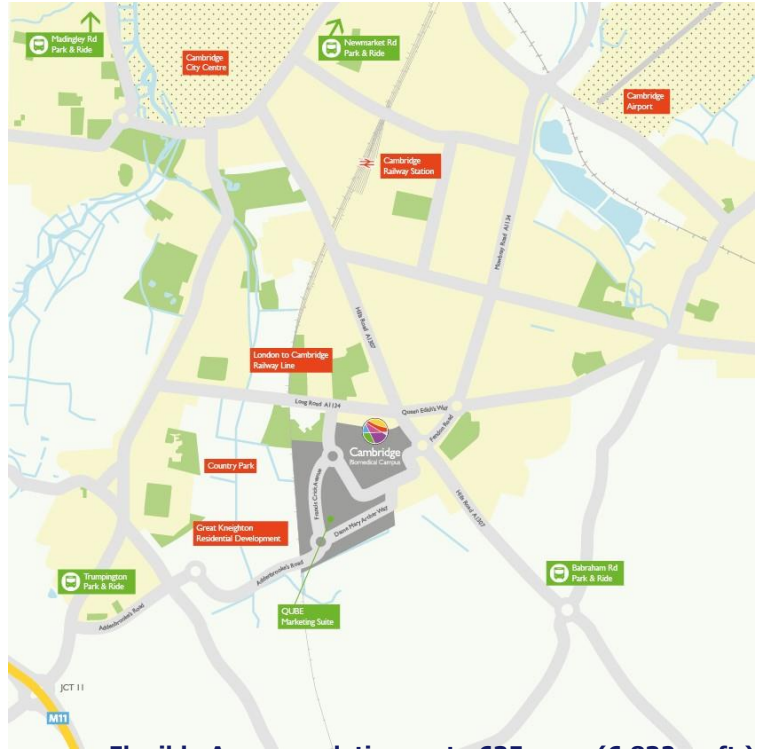 Madingley Rd
Park & Ride
Newmarket Rd
Park & Ride
Cambridge
City Centre
Cambridge
Airport
Cambridge
Railway Station
Mowbray Road A1134
Hills Road A1307
London to Cambridge
Railway Line
Long Road A1134
Queen Edith's Way
Fendon Road
Cambridge
Biomedical Campus
Country Park
Francis Crick Avenue
Dame Mary Archer Way
Hills Road A1307
Great Kneighton
Residential Development
Addenbrooke's Road
Trumpington
Park & Ride
Babraham Rd
Park & Ride
QUBE
Marketing Suite
Addenbrooke's Road
JCT 11
M11